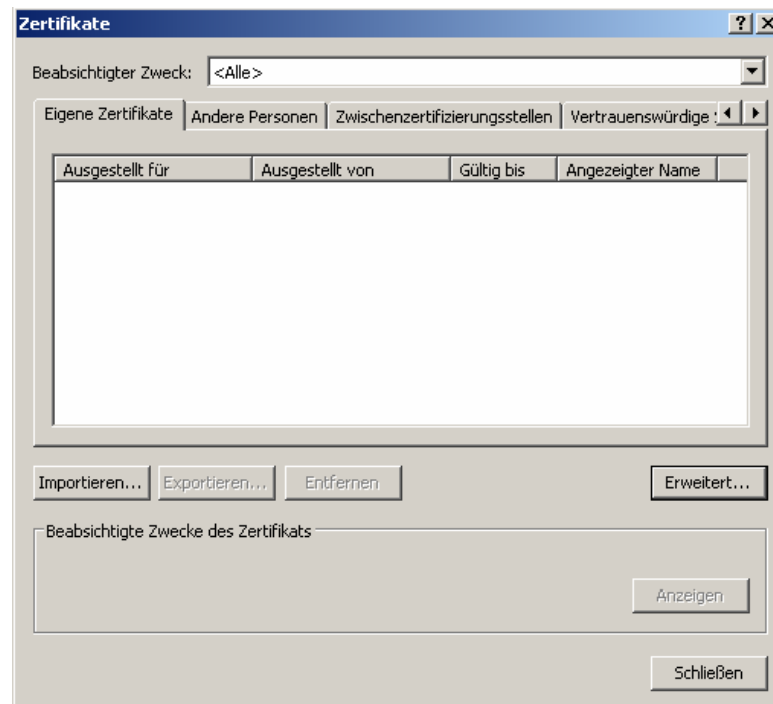 Zertifikate
Beabsichtigter Zweck: <Alle>
Eigene Zertifikate Andere Personen Zwischenzertifizierungsstellen Vertrauenswürdige
Ausgestellt für Ausgestellt von Gültig bis Angezeigter Name
Importieren... Exportieren... Entfernen Erweitert...
Beabsichtigte Zwecke des Zertifikats
Anzeigen
Schließen